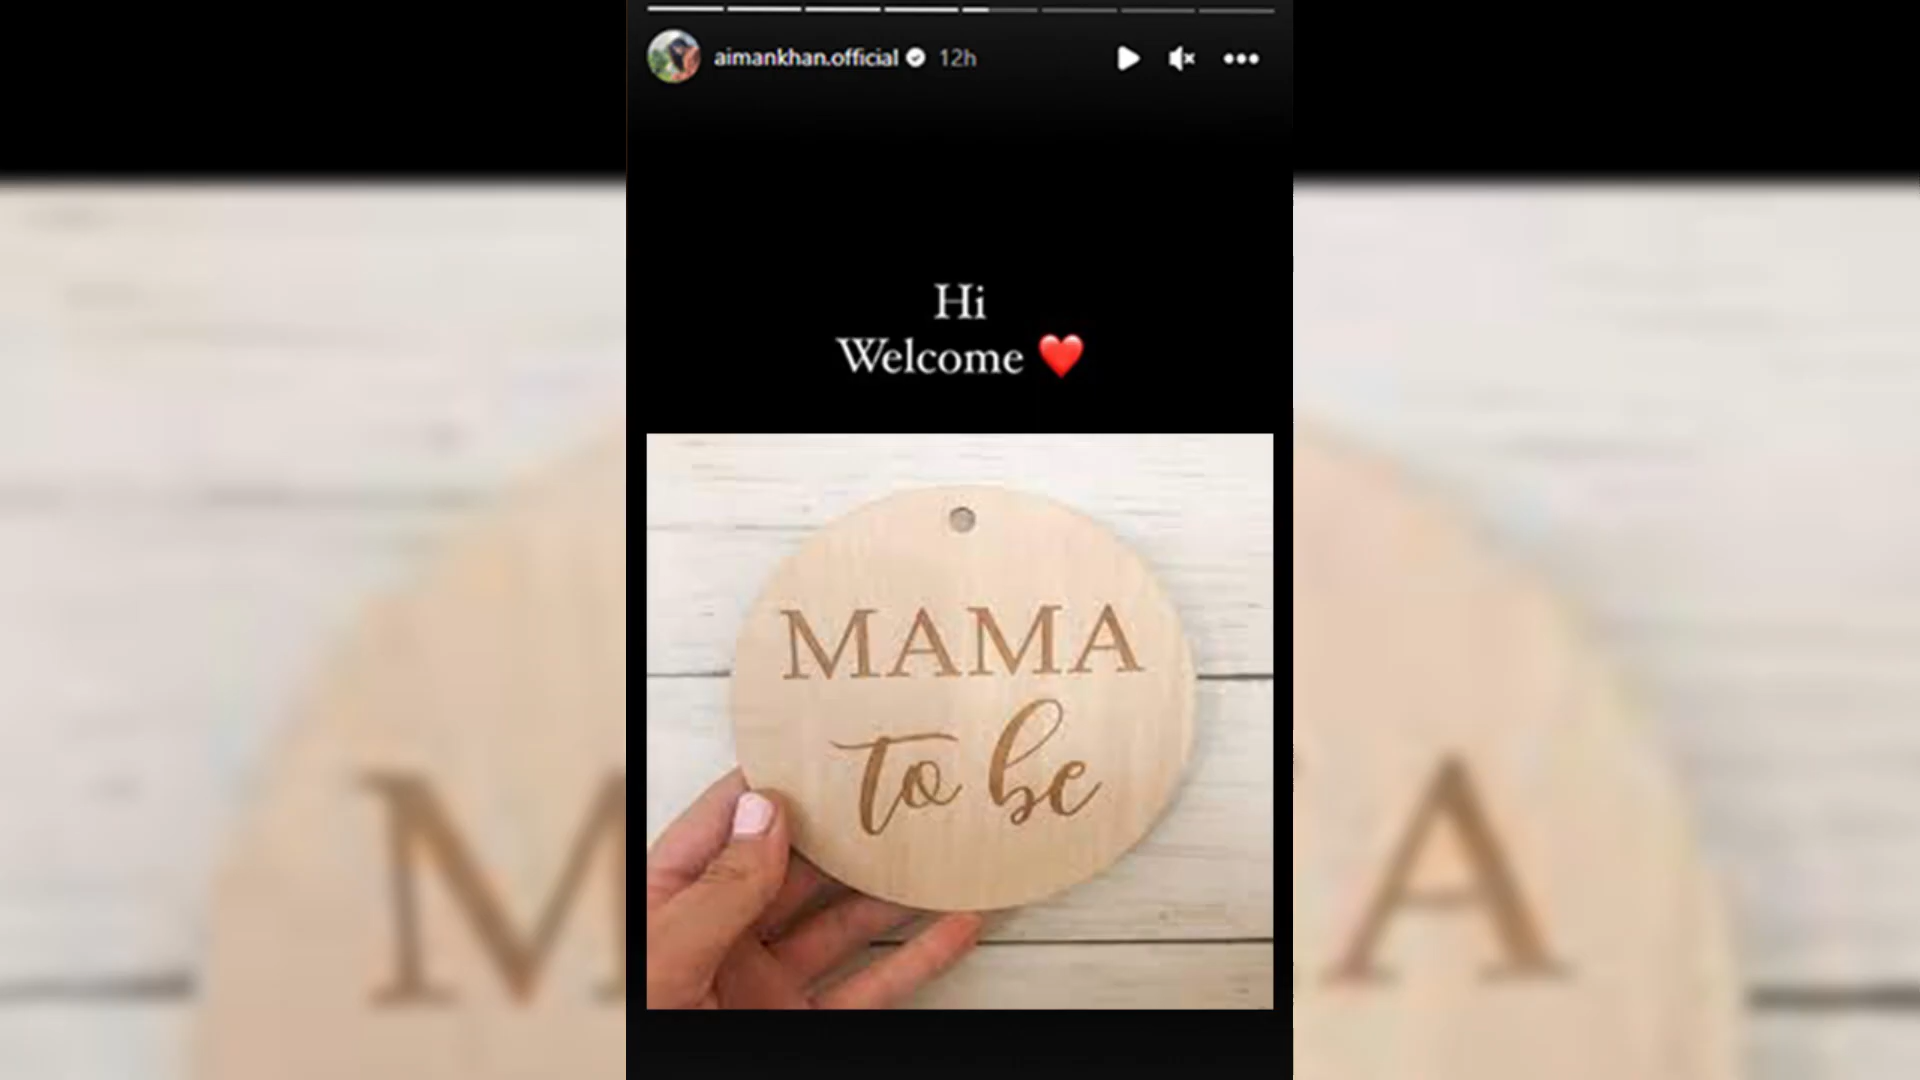 aimankhan.official 12h
Hi
Welcome ❤️
MAMA
to be
M
A